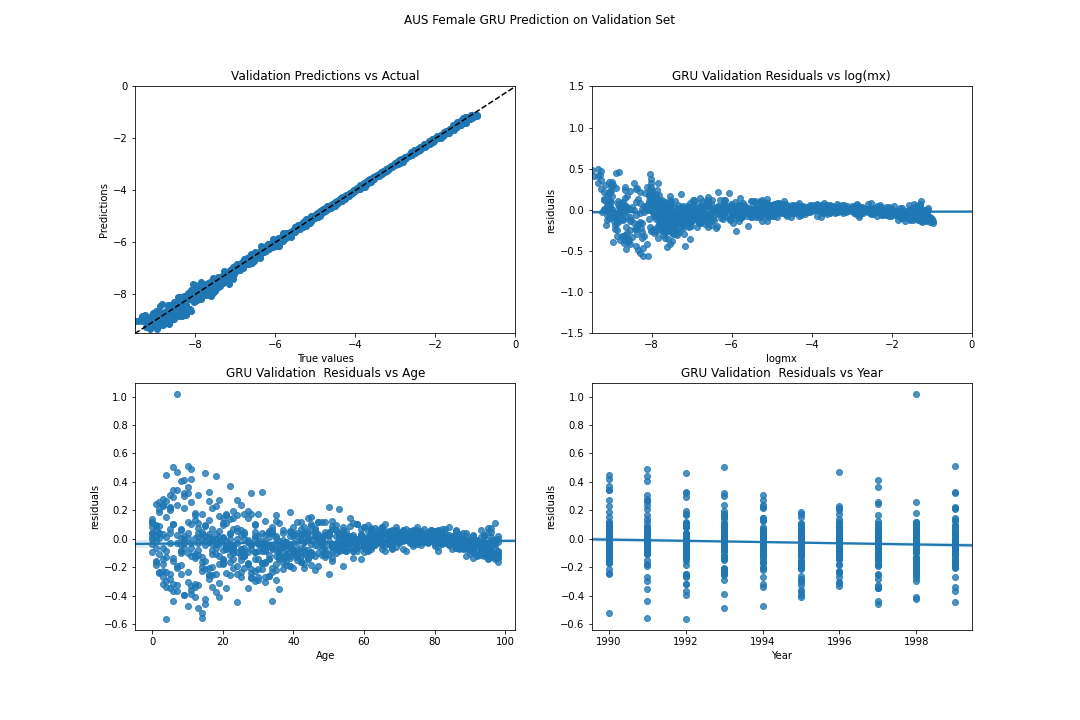 AUS Female GRU Prediction on Validation Set
Validation Predictions vs Actual
0
−2
−4
−6
−8
Predictions
−8 −6 −4 −2 0
True values
GRU Validation Residuals vs log(mx)
1.5
1.0
0.5
0.0
−0.5
−1.0
−1.5
residuals
−8 −6 −4 −2 0
logmx
GRU Validation  Residuals vs Age
1.0
0.8
0.6
0.4
0.2
0.0
−0.2
−0.4
−0.6
residuals
0 20 40 60 80 100
Age
GRU Validation  Residuals vs Year
1.0
0.8
0.6
0.4
0.2
0.0
−0.2
−0.4
−0.6
residuals
1990 1992 1994 1996 1998
Year